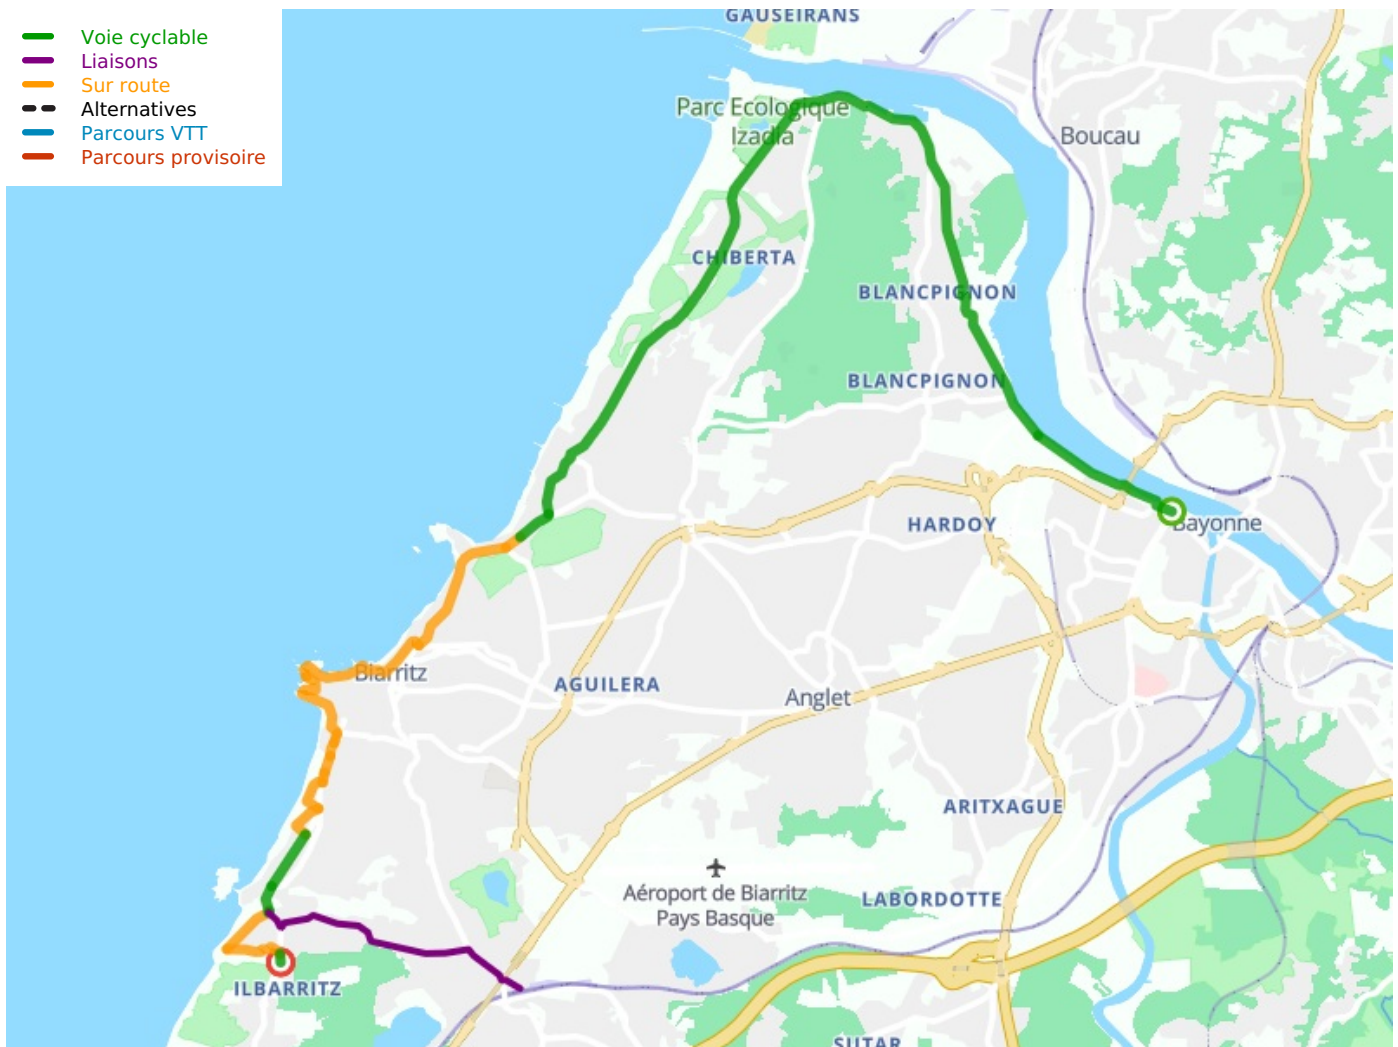 Voie cyclable
Liaisons
Sur route
Alternatives
Parcours VTT
Parcours provisoire
GAUSEIRANS
Parc Ecologique
Izadia
Boucau
CHIBERTA
BLANCPIGNON
BLANCPIGNON
HARDOY
Bayonne
Biarritz
AGUILERA
Anglet
ARITXAGUE
Aéroport de Biarritz
Pays Basque
LABORDOTTE
ILBARRITZ
SUTAR